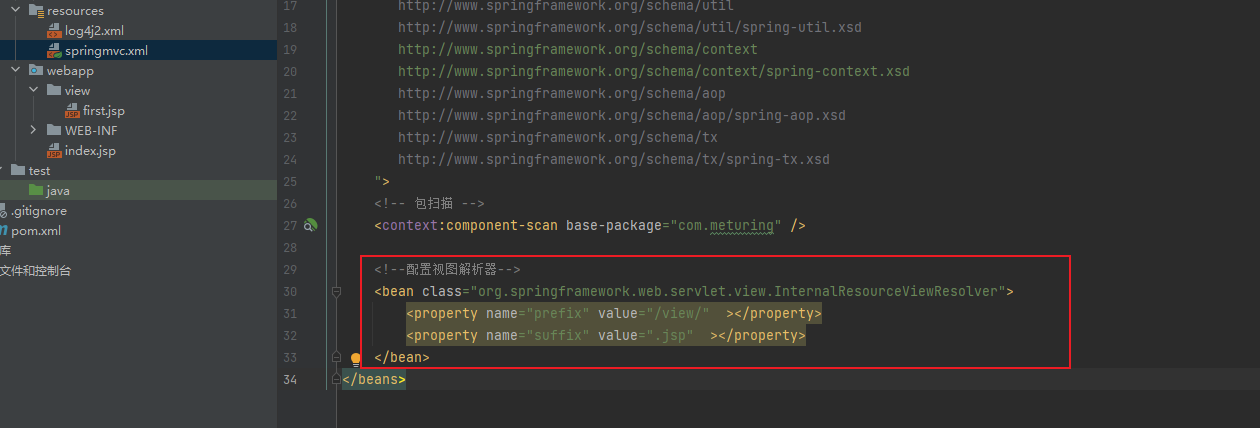 resources
log4j2.xml
springmvc.xml
webapp
view
first.jsp
WEB-INF
index.jsp
test
java
.gitignore
pom.xml
库
文件和控制台
17 http://www.springframework.org/schema/util
18 http://www.springframework.org/schema/util/spring-util.xsd
19 http://www.springframework.org/schema/context
20 http://www.springframework.org/schema/context/spring-context.xsd
21 http://www.springframework.org/schema/aop
22 http://www.springframework.org/schema/aop/spring-aop.xsd
23 http://www.springframework.org/schema/tx
24 http://www.springframework.org/schema/tx/spring-tx.xsd
25 ">
26 <!-- 包扫描 -->
27 <context:component-scan base-package="com.meturing" />
28
29 <!--配置视图解析器-->
30 <bean class="org.springframework.web.servlet.view.InternalResourceViewResolver">
31 <property name="prefix" value="/view/"  ></property>
32 <property name="suffix" value=".jsp"  ></property>
33 </bean>
34 </beans>